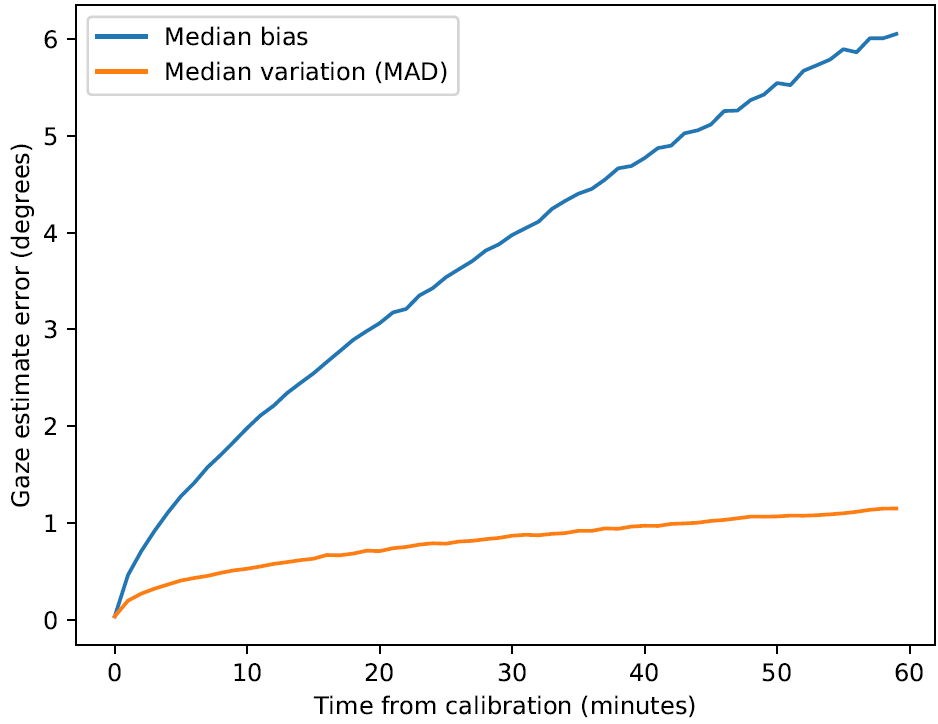 Median bias
Median variation (MAD)
Gaze estimate error (degrees)
6
5
4
3
2
1
0
0 10 20 30 40 50 60
Time from calibration (minutes)